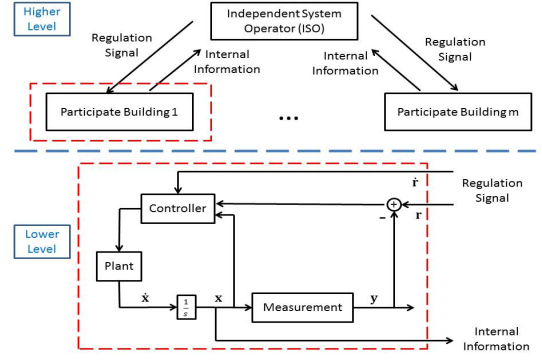 Higher
Level
Independent System
Operator (ISO)
Regulation
Signal
Internal
Information
Internal
Information
Regulation
Signal
Participate Building 1
...
Participate Building m
ṙ
Regulation
Signal
Controller
+
−
r
Lower
Level
Plant
ẋ
1
s
x
Measurement
y
Internal
Information